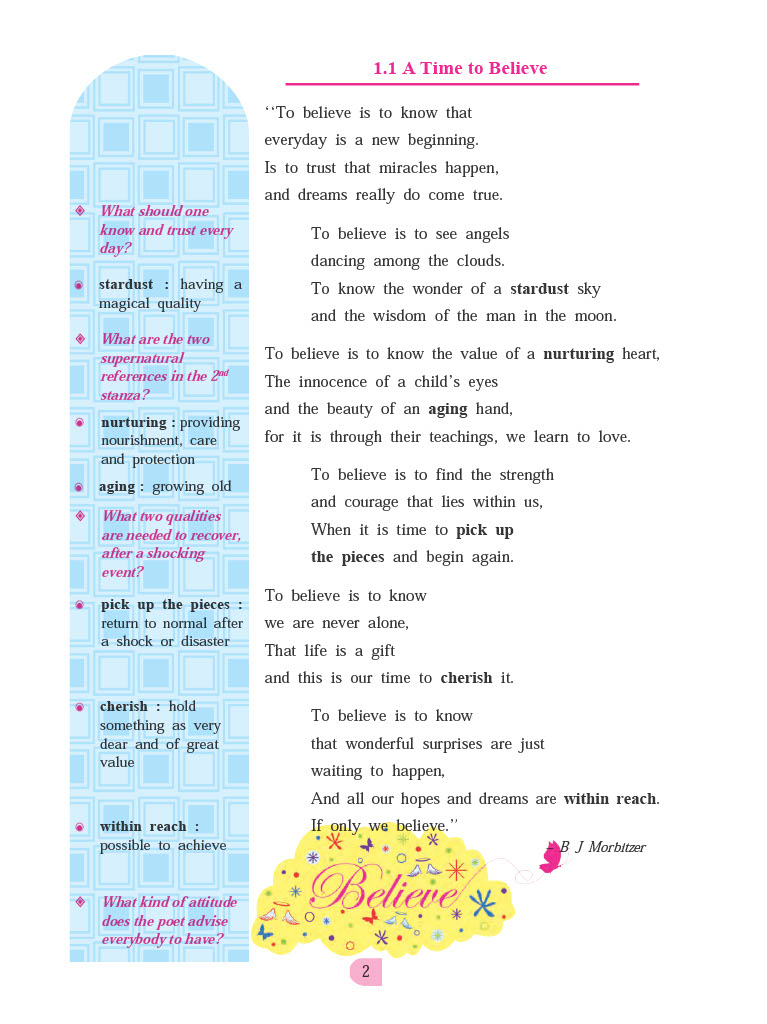 1.1 A Time to Believe
‘‘To believe is to know that
everyday is a new beginning.
Is to trust that miracles happen,
and dreams really do come true.
To believe is to see angels
dancing among the clouds.
To know the wonder of a stardust sky
and the wisdom of the man in the moon.
To believe is to know the value of a nurturing heart,
The innocence of a child’s eyes
and the beauty of an aging hand,
for it is through their teachings, we learn to love.
To believe is to find the strength
and courage that lies within us,
When it is time to pick up
the pieces and begin again.
To believe is to know
we are never alone,
That life is a gift
and this is our time to cherish it.
To believe is to know
that wonderful surprises are just
waiting to happen,
And all our hopes and dreams are within reach.
If only we believe.’’
– B J Morbitzer
Believe
What should one
know and trust every
day?
stardust : having a
magical quality
What are the two
supernatural
references in the 2nd
stanza?
nurturing : providing
nourishment, care
and protection
aging : growing old
What two qualities
are needed to recover,
after a shocking
event?
pick up the pieces :
return to normal after
a shock or disaster
cherish : hold
something as very
dear and of great
value
within reach :
possible to achieve
What kind of attitude
does the poet advise
everybody to have?
2